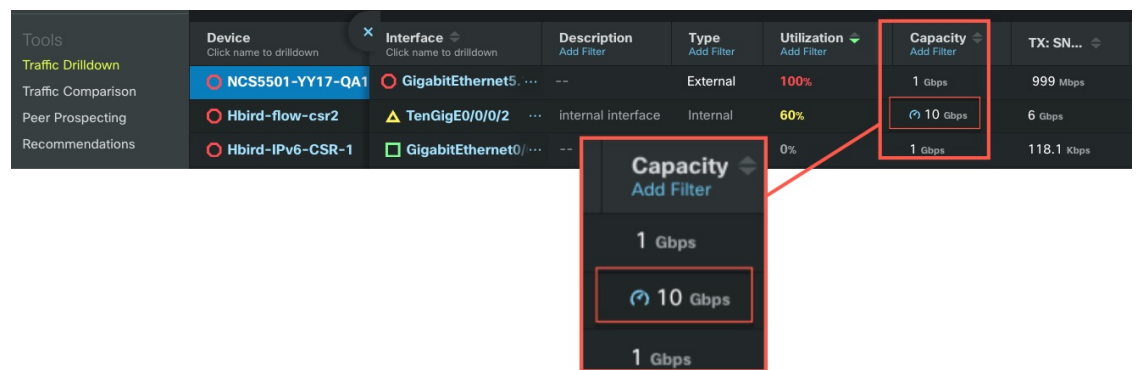 Tools
Traffic Drilldown
Traffic Comparison
Peer Prospecting
Recommendations
Device Interface Description Type Utilization Capacity TX: SN...
Click name to drilldown Click name to drilldown Add Filter Add Filter Add Filter Add Filter
NCS5501-YY17-QA1 GigabitEthernet5. ... -- External 100% 1 Gbps 999 Mbps
Hbird-flow-csr2 TenGigE0/0/0/2 ... internal interface Internal 60% 10 Gbps 6 Gbps
Hbird-IPv6-CSR-1 GigabitEthernet0/... -- 0% 1 Gbps 118.1 Kbps
Capacity
Add Filter
1 Gbps
10 Gbps
1 Gbps